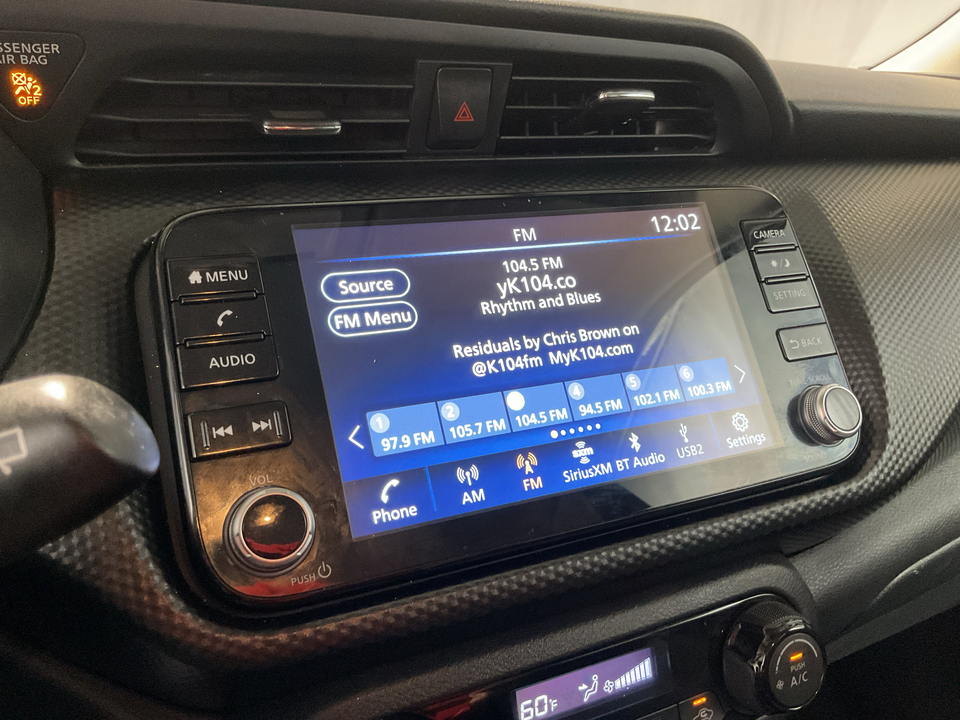 PASSENGER
AIR BAG
2
OFF
MENU
AUDIO
VOL
PUSH
FM
12:02
Source
FM Menu
104.5 FM
yK104.co
Rhythm and Blues
Residuals by Chris Brown on
@K104fm MyK104.com
1 97.9 FM
2 105.7 FM
104.5 FM
4 94.5 FM
5 102.1 FM
6 100.3 FM
Phone
AM
FM
sxm
SiriusXM
BT Audio
USB2
Settings
CAMERA
SETTING
BACK
60°F
PUSH
A/C